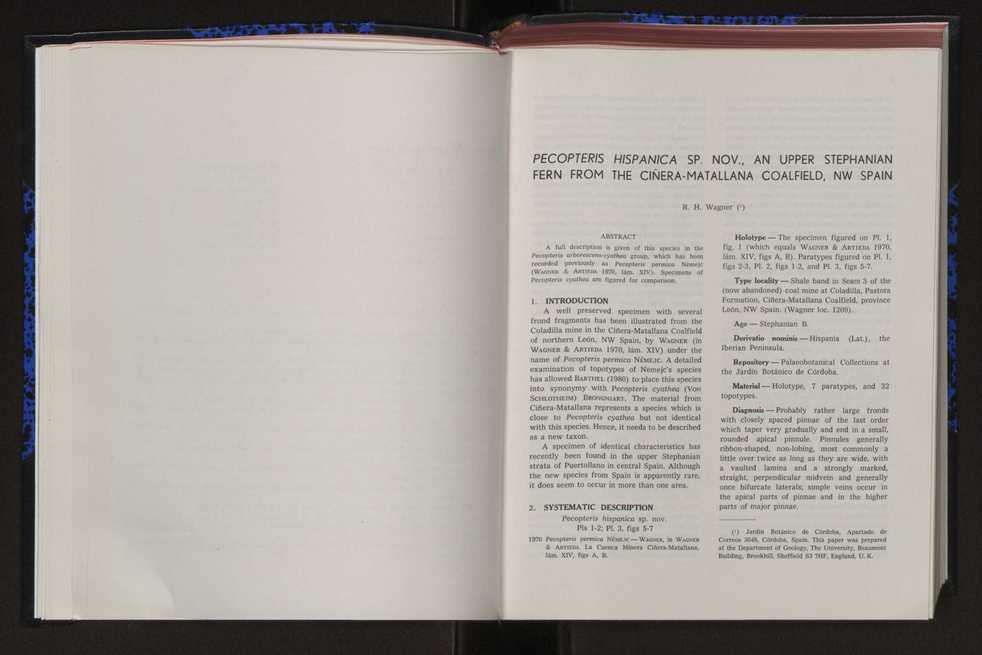 PECOPTERIS HISPANICA SP. NOV., AN UPPER STEPHANIAN
FERN FROM THE CIÑERA-MATALLANA COALFIELD, NW SPAIN
R. H. Wagner (¹)
ABSTRACT
A full description is given of this species in the
Pecopteris arborescens-cyathea group, which has been
recorded previously as Pecopteris permica Nemejc
(WAGNER & ARTIEDA 1970, lám. XIV). Specimens of
Pecopteris cyathea are figured for comparison.
1. INTRODUCTION
A well preserved specimen with several
frond fragments has been illustrated from the
Coladilla mine in the Ciñera-Matallana Coalfield
of northern León, NW Spain, by WAGNER (in
WAGNER & ARTIEDA 1970, lám. XIV) under the
name of Pecopteris permica NĚMEJC. A detailed
examination of topotypes of Nemejc's species
has allowed BARTHEL (1980) to place this species
into synonymy with Pecopteris cyathea (VON
SCHLOTHEIM) BRONGNIART. The material from
Ciñera-Matallana represents a species which is
close to Pecopteris cyathea but not identical
with this species. Hence, it needs to be described
as a new taxon.
A specimen of identical characteristics has
recently been found in the upper Stephanian
strata of Puertollano in central Spain. Although
the new species from Spain is apparently rare,
it does seem to occur in more than one area.
2. SYSTEMATIC DESCRIPTION
Pecopteris hispanica sp. nov.
Pls 1-2; Pl. 3, figs 5-7
1970 Pecopteris permica NĚMEJC — WAGNER, in WAGNER
& ARTIEDA. La Cuenca Minera Ciñera-Matallana,
lám. XIV, figs A, B.
Holotype — The specimen figured on Pl. 1,
fig. 1 (which equals WAGNER & ARTIEDA 1970,
lám. XIV, figs A, B). Paratypes figured on Pl. 1,
figs 2-3, Pl. 2, figs 1-2, and Pl. 3, figs 5-7.
Type locality — Shale band in Seam 3 of the
(now abandoned) coal mine at Coladilla, Pastora
Formation, Ciñera-Matallana Coalfield, province
León, NW Spain. (Wagner loc. 1209).
Age — Stephanian B.
Derivatio nominis — Hispania (Lat.), the
Iberian Peninsula.
Repository — Palaeobotanical Collections at
the Jardín Botánico de Córdoba.
Material — Holotype, 7 paratypes, and 32
topotypes.
Diagnosis — Probably rather large fronds
with closely spaced pinnae of the last order
which taper very gradually and end in a small,
rounded apical pinnule. Pinnules generally
ribbon-shaped, non-lobing, most commonly a
little over twice as long as they are wide, with
a vaulted lamina and a strongly marked,
straight, perpendicular midvein and generally
once bifurcate laterals; simple veins occur in
the apical parts of pinnae and in the higher
parts of major pinnae.
(¹) Jardín Botánico de Córdoba, Apartado de
Correos 3048, Córdoba, Spain. This paper was prepared
at the Department of Geology, The University, Beaumont
Building, Brookhill, Sheffield S3 7HF, England, U. K.